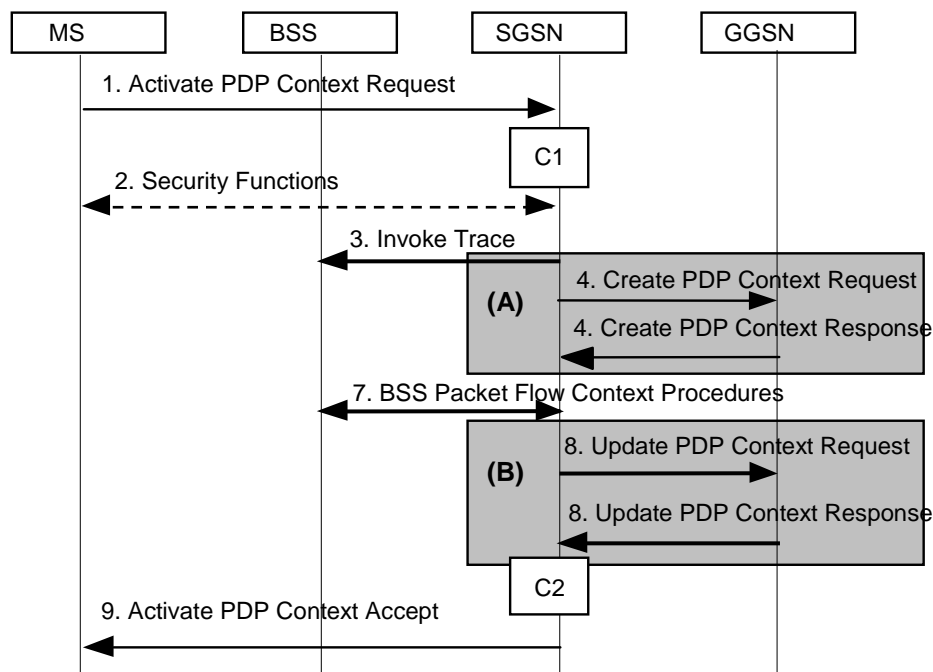 MS
BSS
SGSN
GGSN
1. Activate PDP Context Request
C1
2. Security Functions
3. Invoke Trace
(A)
4. Create PDP Context Request
4. Create PDP Context Response
7. BSS Packet Flow Context Procedures
(B)
8. Update PDP Context Request
8. Update PDP Context Response
C2
9. Activate PDP Context Accept